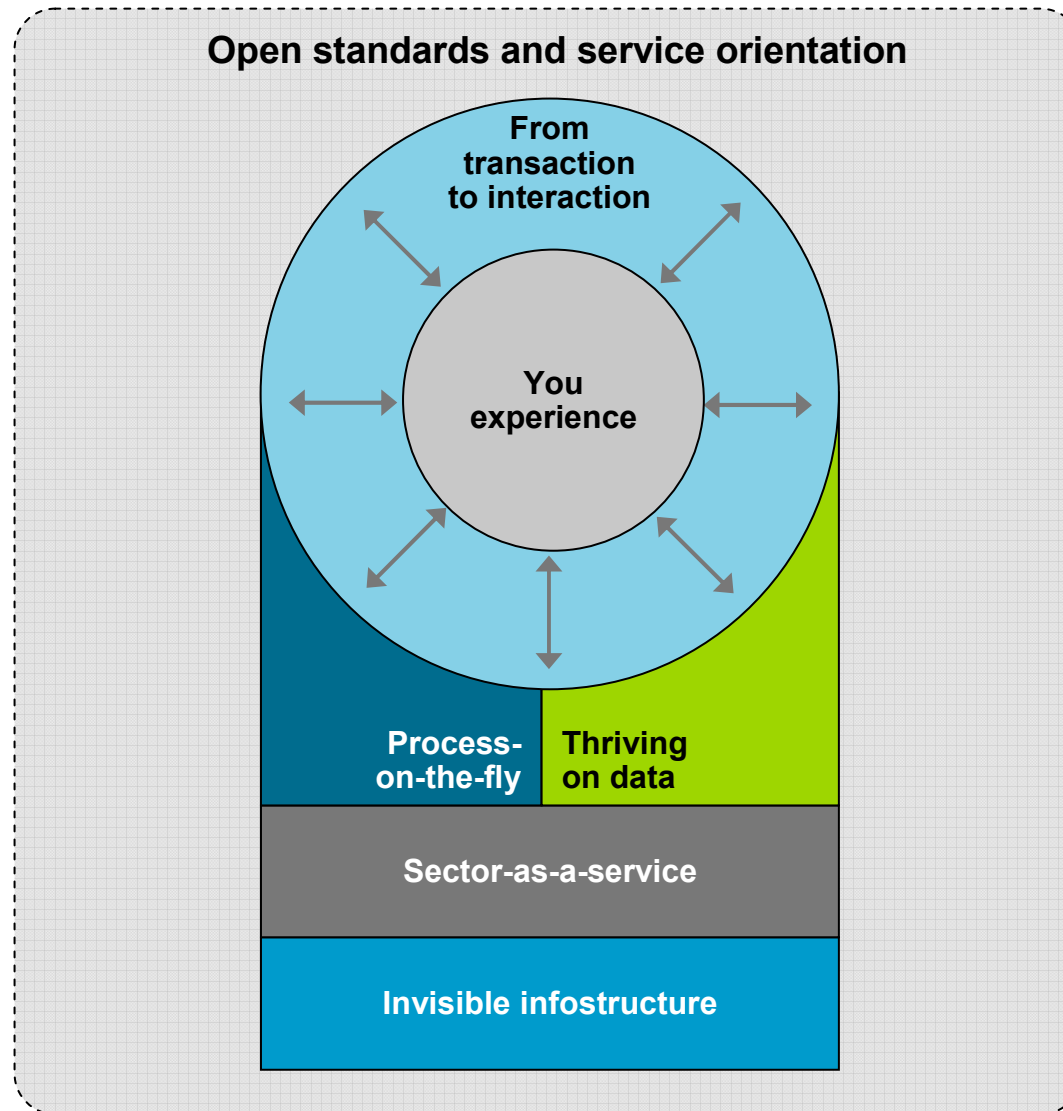 Open standards and service orientation
From
transaction
to interaction
You
experience
Process-
on-the-fly
Thriving
on data
Sector-as-a-service
Invisible infostructure